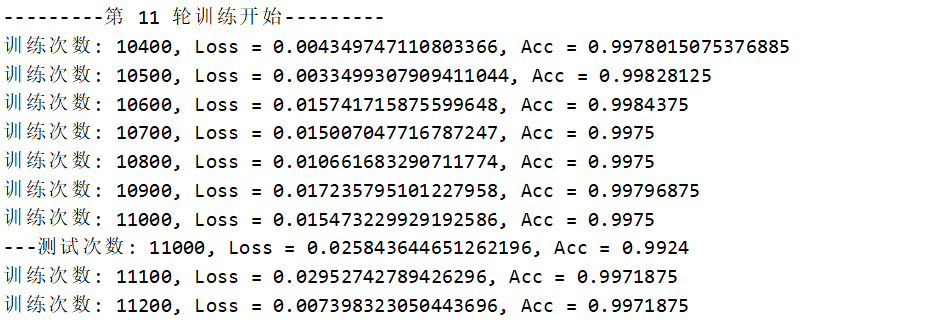 ---------第 11 轮训练开始---------
训练次数: 10400, Loss = 0.004349747110803366, Acc = 0.9978015075376885
训练次数: 10500, Loss = 0.0033499307909411044, Acc = 0.99828125
训练次数: 10600, Loss = 0.015741715875599648, Acc = 0.9984375
训练次数: 10700, Loss = 0.015007047716787247, Acc = 0.9975
训练次数: 10800, Loss = 0.010661683290711774, Acc = 0.9975
训练次数: 10900, Loss = 0.017235795101227958, Acc = 0.99796875
训练次数: 11000, Loss = 0.015473229929192586, Acc = 0.9975
---测试次数: 11000, Loss = 0.025843644651262196, Acc = 0.9924
训练次数: 11100, Loss = 0.02952742789426296, Acc = 0.9971875
训练次数: 11200, Loss = 0.007398323050443696, Acc = 0.9971875